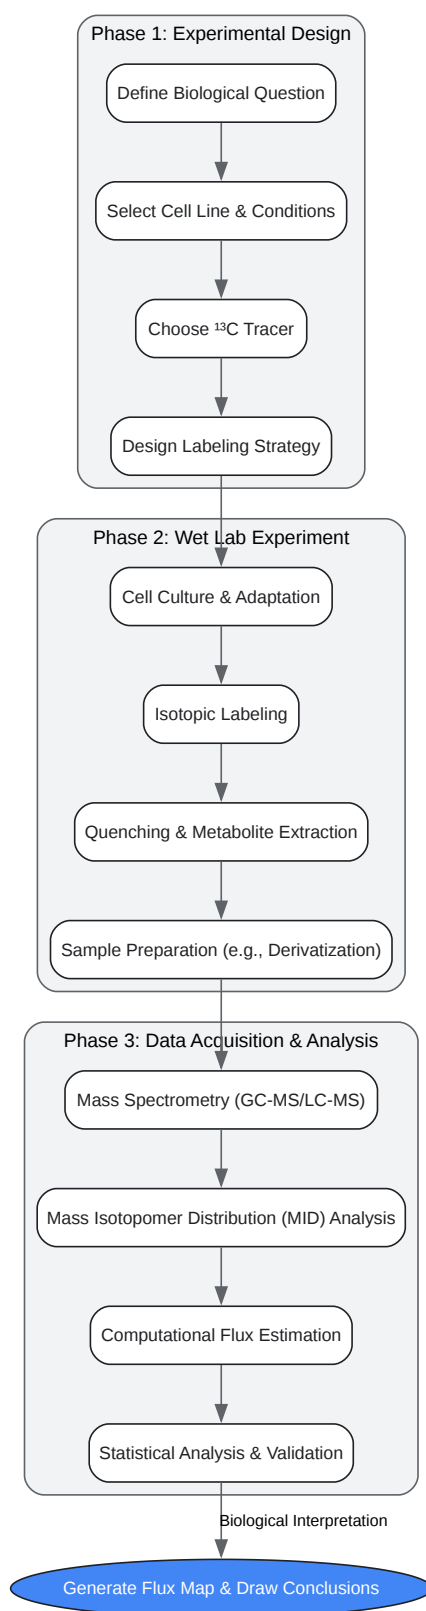 Phase 1: Experimental Design
Define Biological Question
Select Cell Line & Conditions
Choose ¹³C Tracer
Design Labeling Strategy
Phase 2: Wet Lab Experiment
Cell Culture & Adaptation
Isotopic Labeling
Quenching & Metabolite Extraction
Sample Preparation (e.g., Derivatization)
Phase 3: Data Acquisition & Analysis
Mass Spectrometry (GC-MS/LC-MS)
Mass Isotopomer Distribution (MID) Analysis
Computational Flux Estimation
Statistical Analysis & Validation
Biological Interpretation
Generate Flux Map & Draw Conclusions